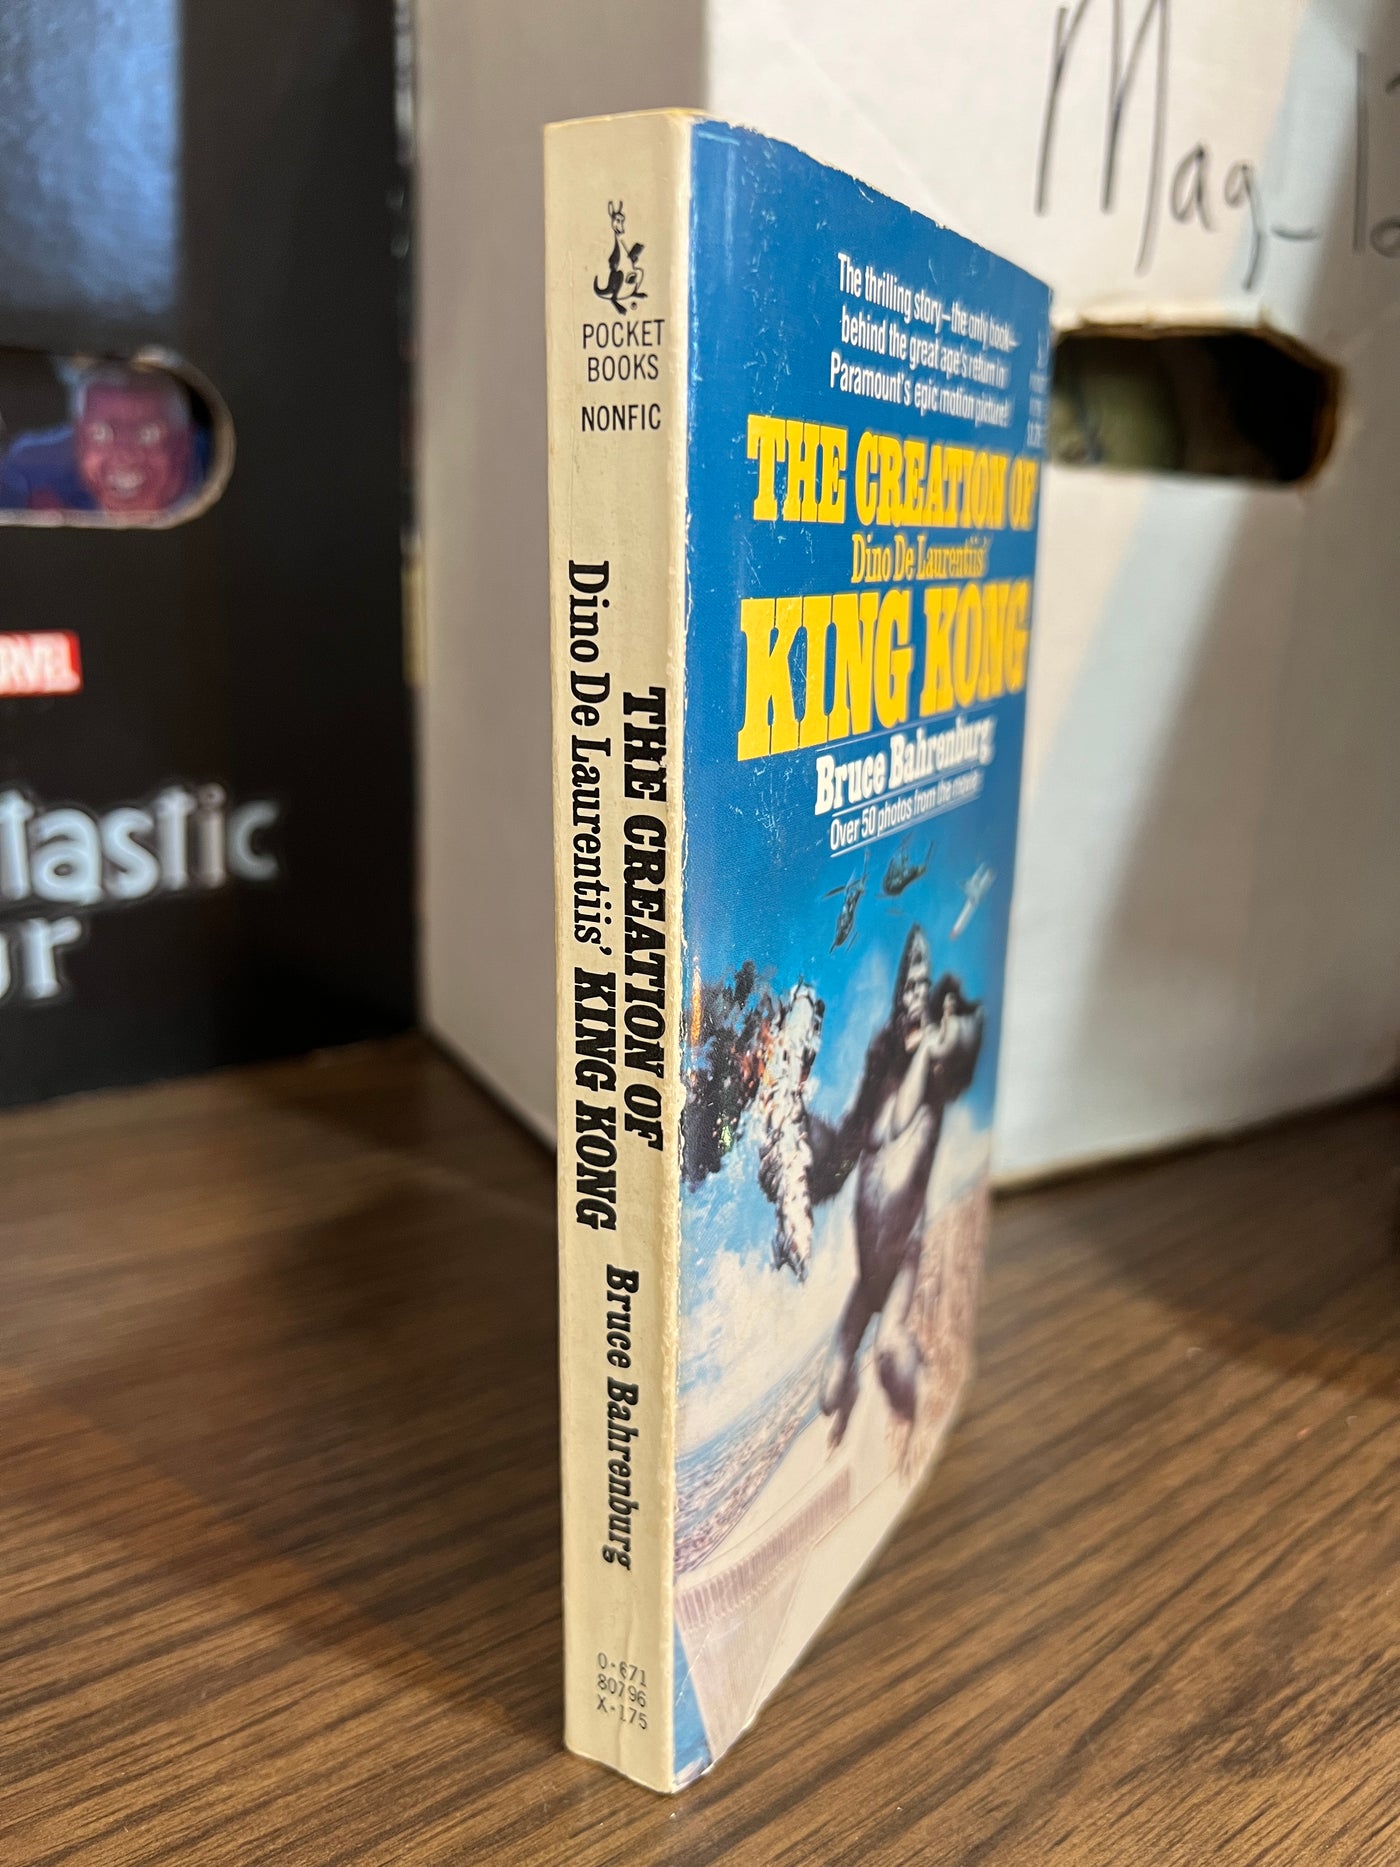 POCKET
BOOKS
NONFIC
THE CREATION OF
Dino De Laurentiis' KING KONG
Bruce Bahrenburg
0-671
80796
X-175
The thrilling story—the only book—
behind the great ape's return in
Paramount's epic motion picture!
THE CREATION OF
Dino De Laurentiis'
KING KONG
Bruce Bahrenburg
Over 50 photos from the movie!
Mag-12
RVEL
tastic
ur